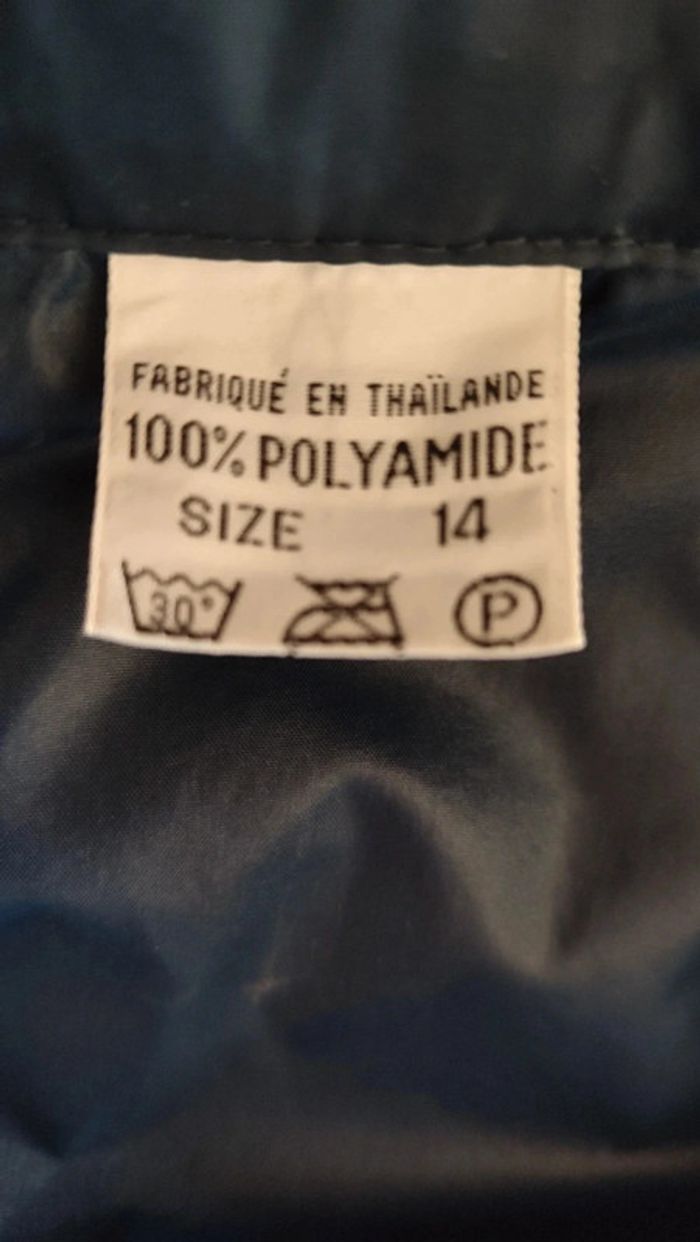 FABRIQUÉ EN THAÏLANDE
100% POLYAMIDE
SIZE 14
30° P